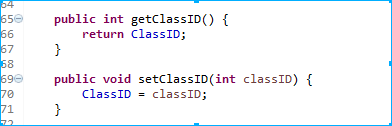 64
65 public int getClassID() {
66 return ClassID;
67 }
68
69 public void setClassID(int classID) {
70 ClassID = classID;
71 }
72